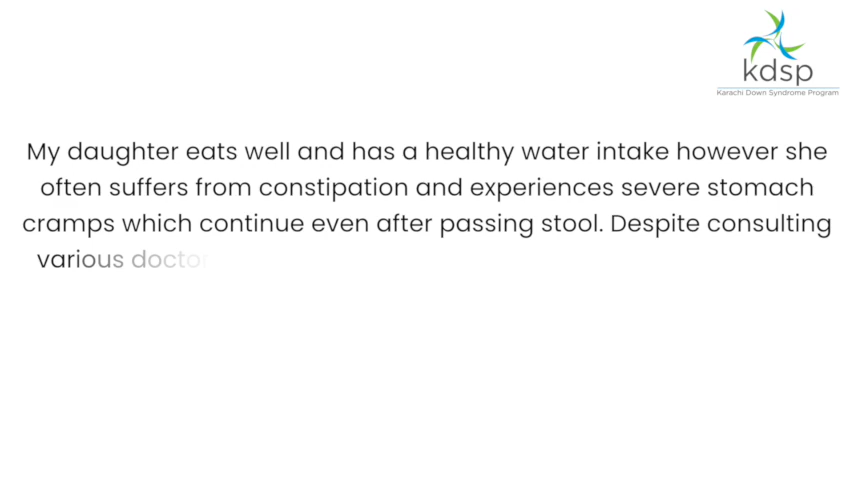 kdsp
Karachi Down Syndrome Program
My daughter eats well and has a healthy water intake however she
often suffers from constipation and experiences severe stomach
cramps which continue even after passing stool. Despite consulting
various doctor